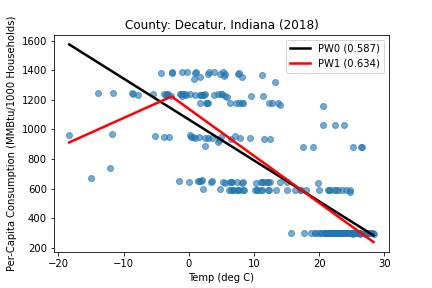 County: Decatur, Indiana (2018)
PW0 (0.587)
PW1 (0.634)
Per-Capita Consumption (MMBtu/1000 Households)
1600
1400
1200
1000
800
600
400
200
−20
−10
0
10
20
30
Temp (deg C)